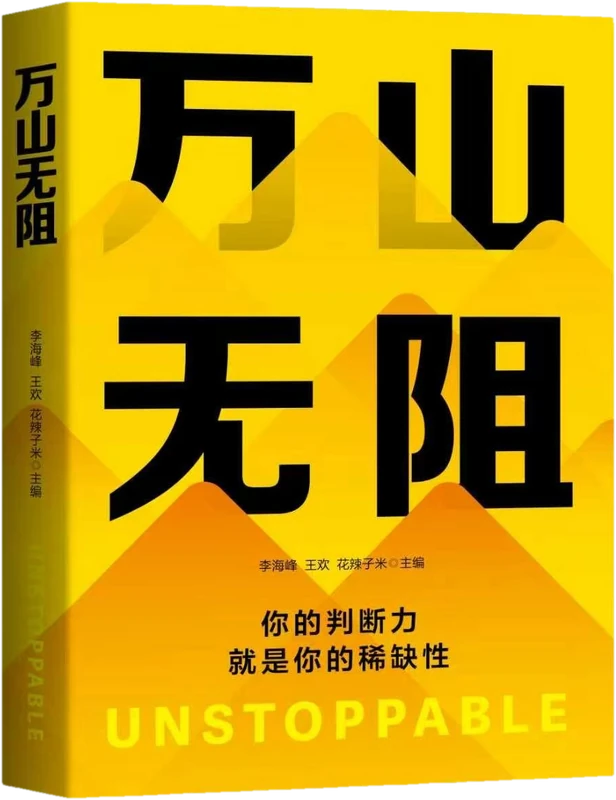 万山无阻
李海峰 王欢 花辣子米◎主编
UNSTOPPABLE
万山
无阻
李海峰 王欢 花辣子米◎主编
你的判断力
就是你的稀缺性
UNSTOPPABLE